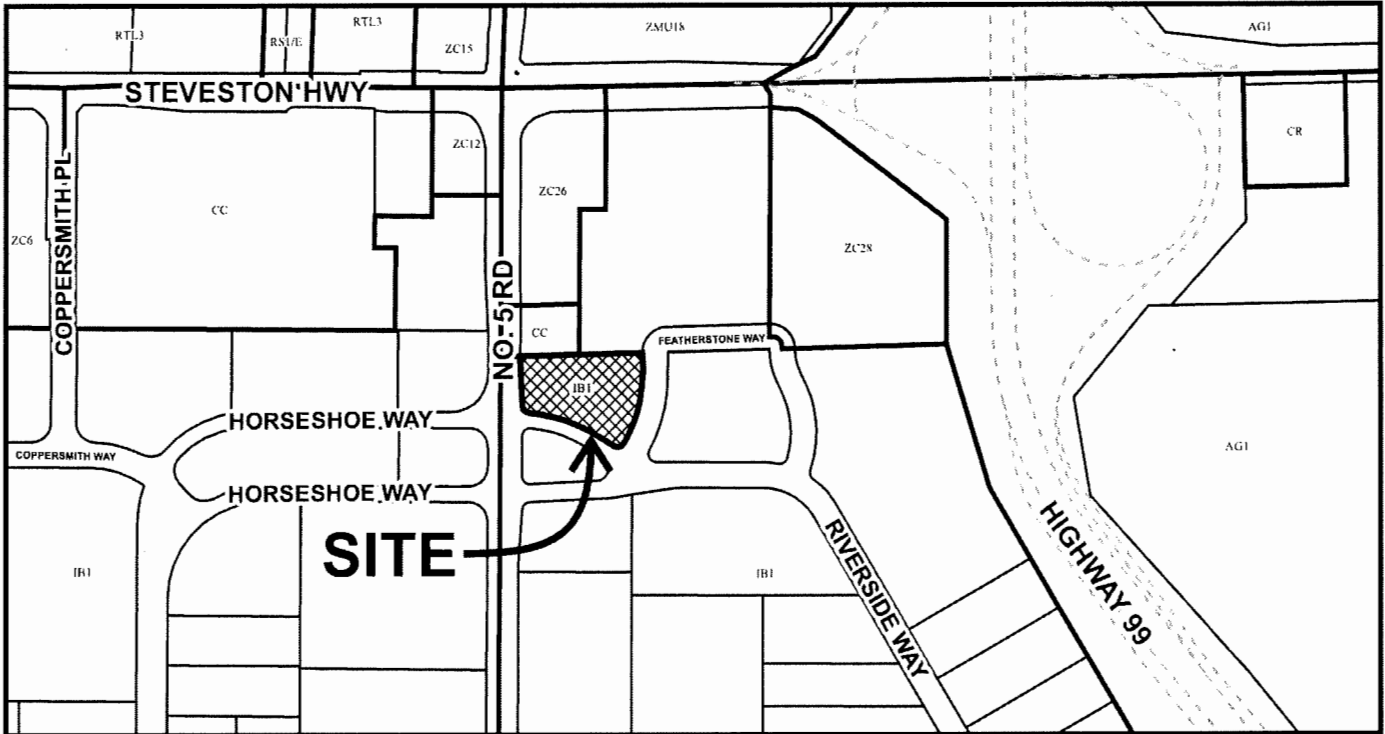 RTL3
RS1/E
RTL3
ZC15
ZMU18
AG1
STEVESTON HWY
COPPERSMITH PL
ZC6
CC
ZC12
ZC26
NO. 5 RD
CC
ZC28
CR
FEATHERSTONE WAY
IB1
HORSESHOE WAY
COPPERSMITH WAY
HORSESHOE WAY
SITE
IB1
IB1
RIVERSIDE WAY
HIGHWAY 99
AG1